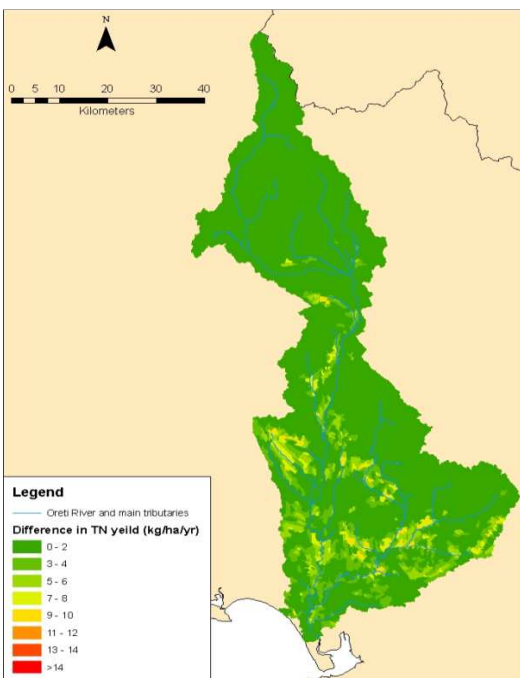 N
0 5 10 20 30 40
Kilometers
Legend
Oreti River and main tributaries
Difference in TN yeild (kg/ha/yr)
0 - 2
3 - 4
5 - 6
7 - 8
9 - 10
11 - 12
13 - 14
>14